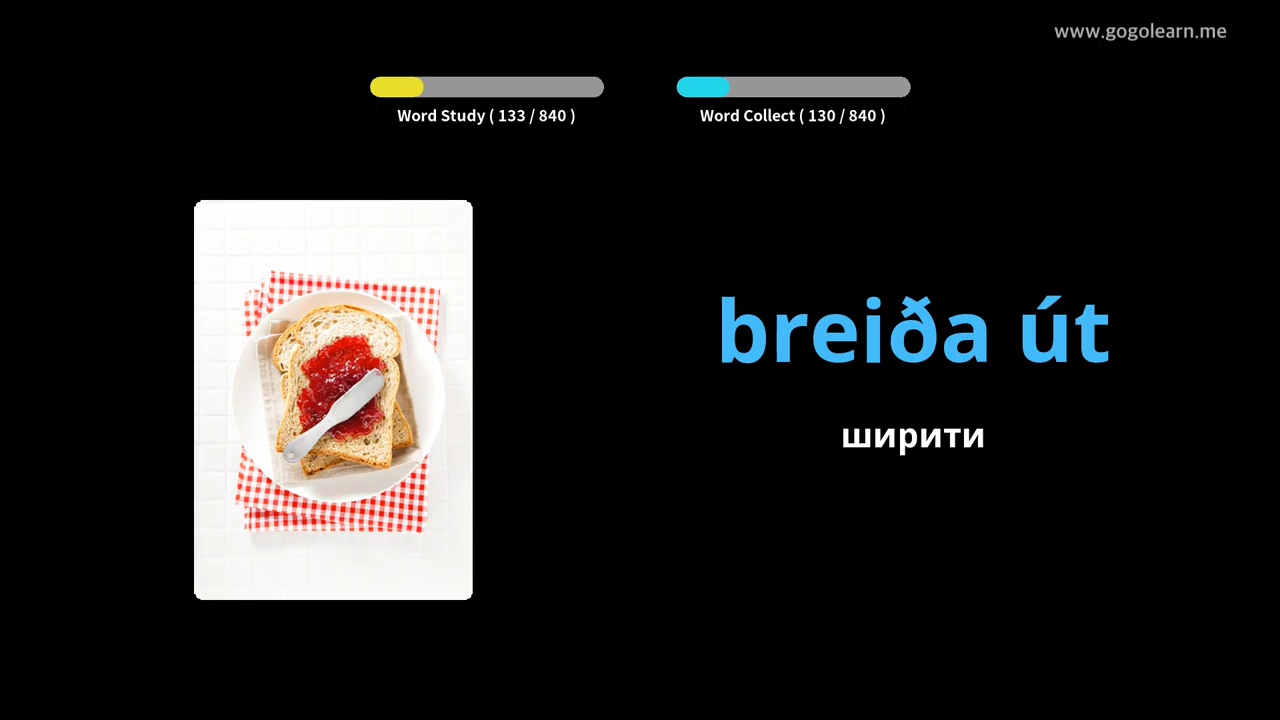 www.gogolearn.me
Word Study ( 133 / 840 )
Word Collect ( 130 / 840 )
breiða út
ширити